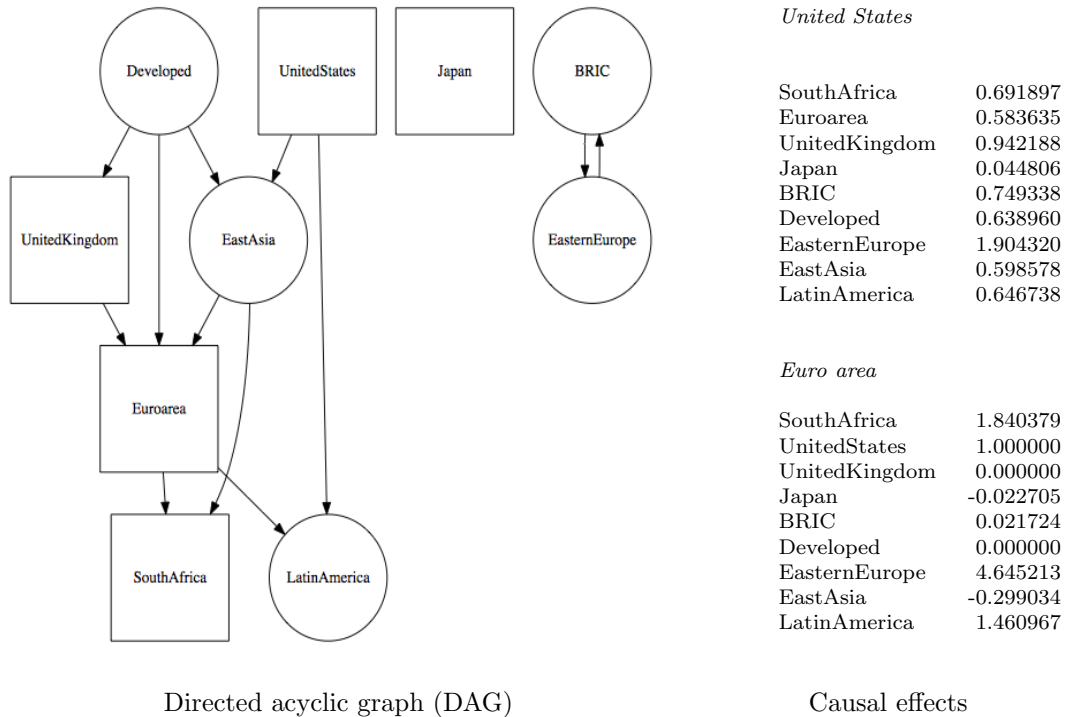 Developed
UnitedStates
Japan
BRIC
UnitedKingdom
EastAsia
EasternEurope
Euroarea
SouthAfrica
LatinAmerica
United States
SouthAfrica 0.691897
Euroarea 0.583635
UnitedKingdom 0.942188
Japan 0.044806
BRIC 0.749338
Developed 0.638960
EasternEurope 1.904320
EastAsia 0.598578
LatinAmerica 0.646738
Euro area
SouthAfrica 1.840379
UnitedStates 1.000000
UnitedKingdom 0.000000
Japan -0.022705
BRIC 0.021724
Developed 0.000000
EasternEurope 4.645213
EastAsia -0.299034
LatinAmerica 1.460967
Directed acyclic graph (DAG)
Causal effects